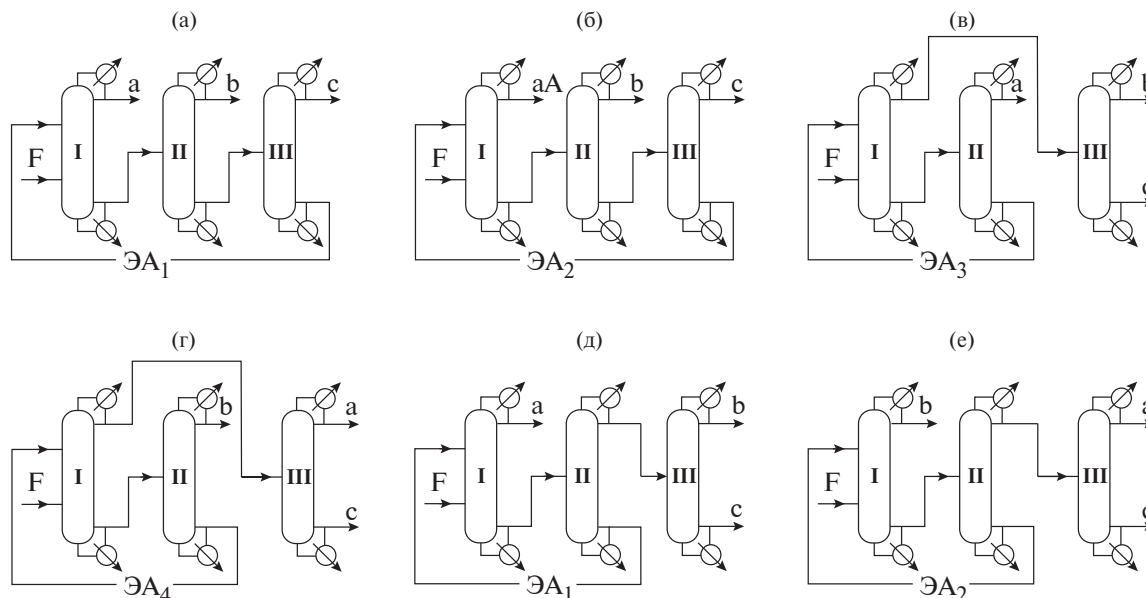 (а) (б) (в)
a b c
F I II III
ЭА1
aA b c
F I II III
ЭА2
a b
F I II III
c
ЭА3
(г) (д) (е)
b a
F I II III
c
ЭА4
a b
F I II III
c
ЭА1
b a
F I II III
c
ЭА2